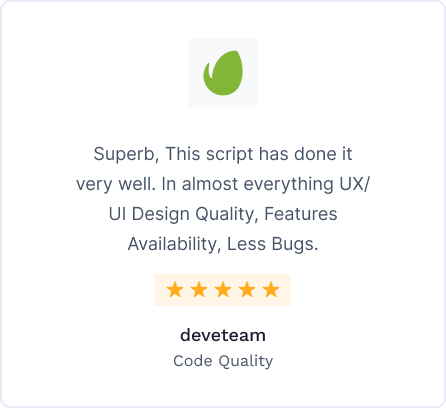 Superb, This script has done it
very well. In almost everything UX/
UI Design Quality, Features
Availability, Less Bugs.
deveteam
Code Quality